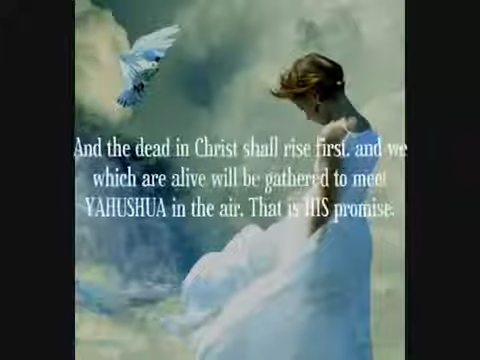 And the dead in Christ shall rise first, and we
which are alive will be gathered to meet
YAHUSHUA in the air. That is HIS promise.